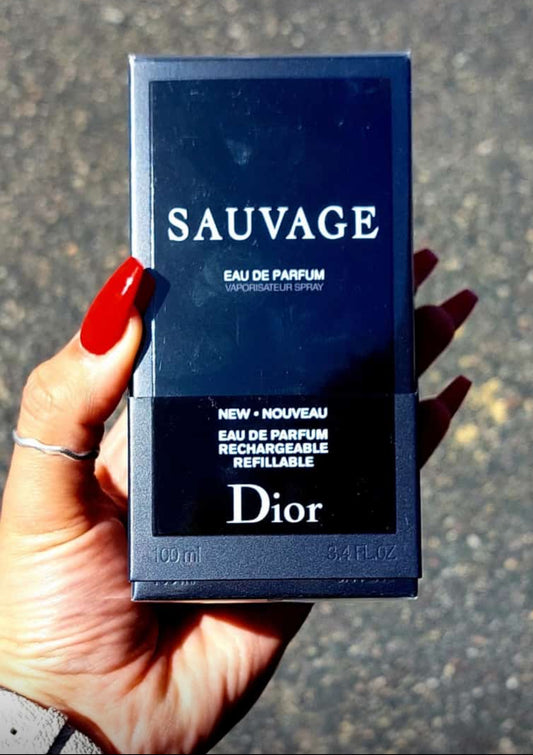 SAUVAGE
EAU DE PARFUM
VAPORISATEUR SPRAY
NEW • NOUVEAU
EAU DE PARFUM
RECHARGEABLE
REFILLABLE
Dior
100 ml 3.4 FL.OZ